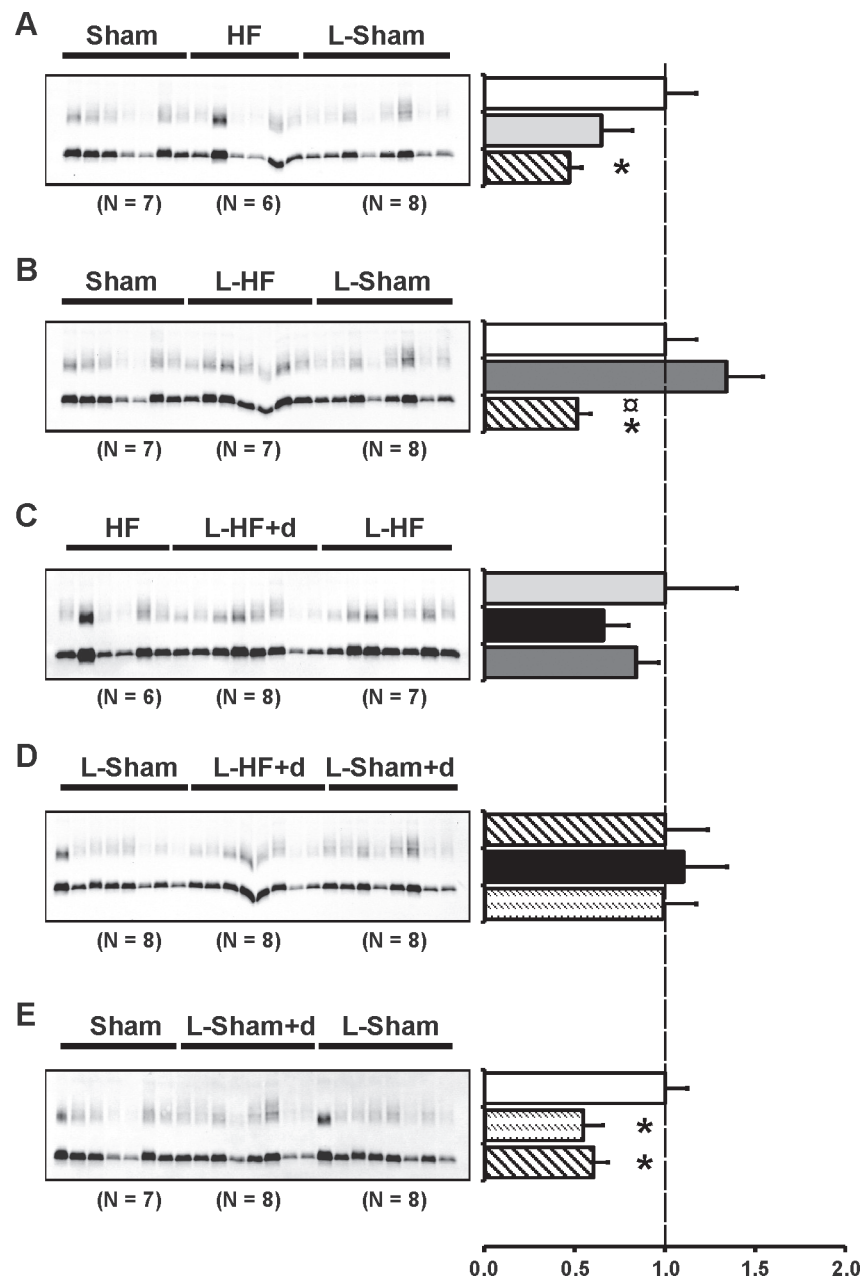 A
Sham HF L-Sham
*
(N = 7) (N = 6) (N = 8)
B
Sham L-HF L-Sham
¤
*
(N = 7) (N = 7) (N = 8)
C
HF L-HF+d L-HF
(N = 6) (N = 8) (N = 7)
D
L-Sham L-HF+d L-Sham+d
(N = 8) (N = 8) (N = 8)
E
Sham L-Sham+d L-Sham
*
*
(N = 7) (N = 8) (N = 8)
0.0 0.5 1.0 1.5 2.0